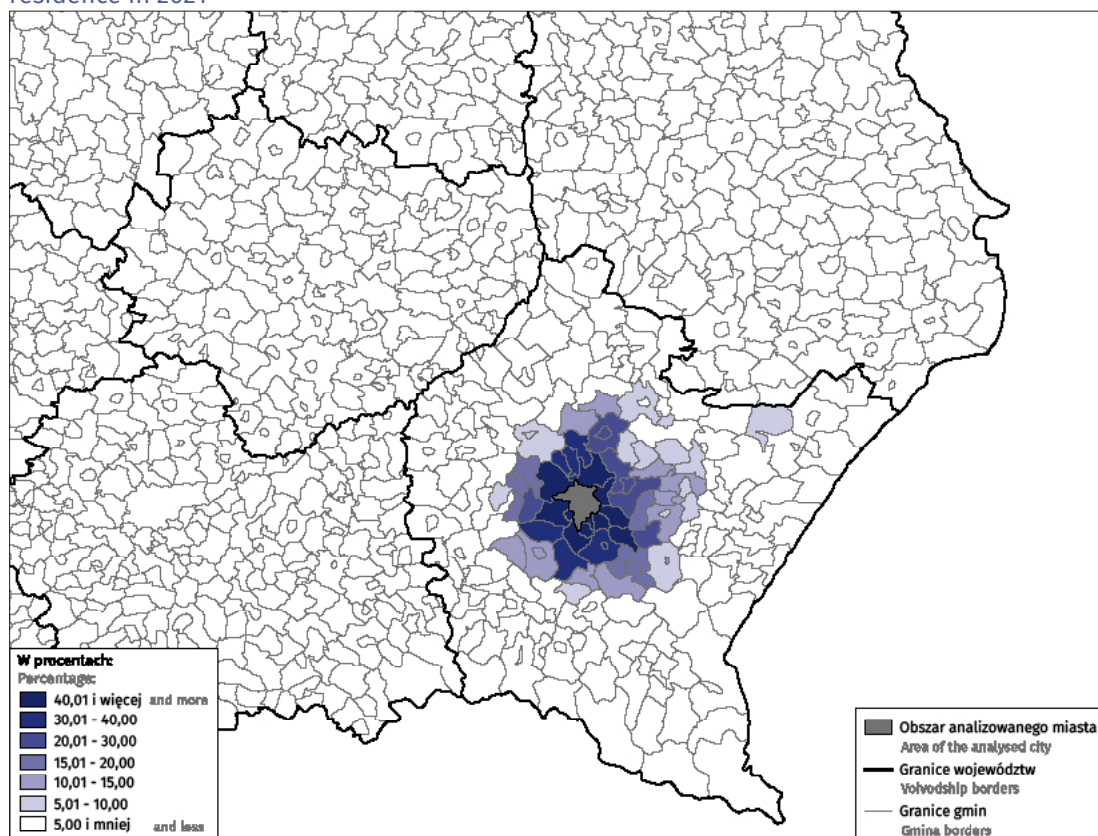 residence in 2021
W procentach:
Percentage:
40,01 i więcej and more
30,01 - 40,00
20,01 - 30,00
15,01 - 20,00
10,01 - 15,00
5,01 - 10,00
5,00 i mniej and less
Obszar analizowanego miasta
Area of the analysed city
Granice województw
Voivodship borders
Granice gmin
Gmina borders